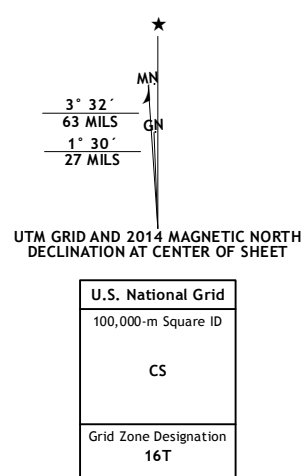 ★
MN
3° 32´
63 MILS
GN
1° 30´
27 MILS
UTM GRID AND 2014 MAGNETIC NORTH
DECLINATION AT CENTER OF SHEET
U.S. National Grid
100,000-m Square ID
CS
Grid Zone Designation
16T